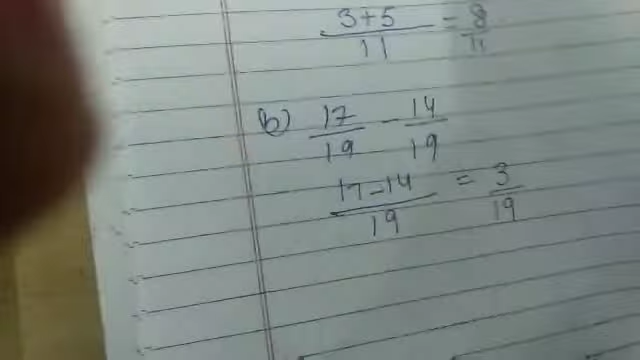 3+5/11 = 8/11
b) 17/19 - 14/19
17-14/19 = 3/19